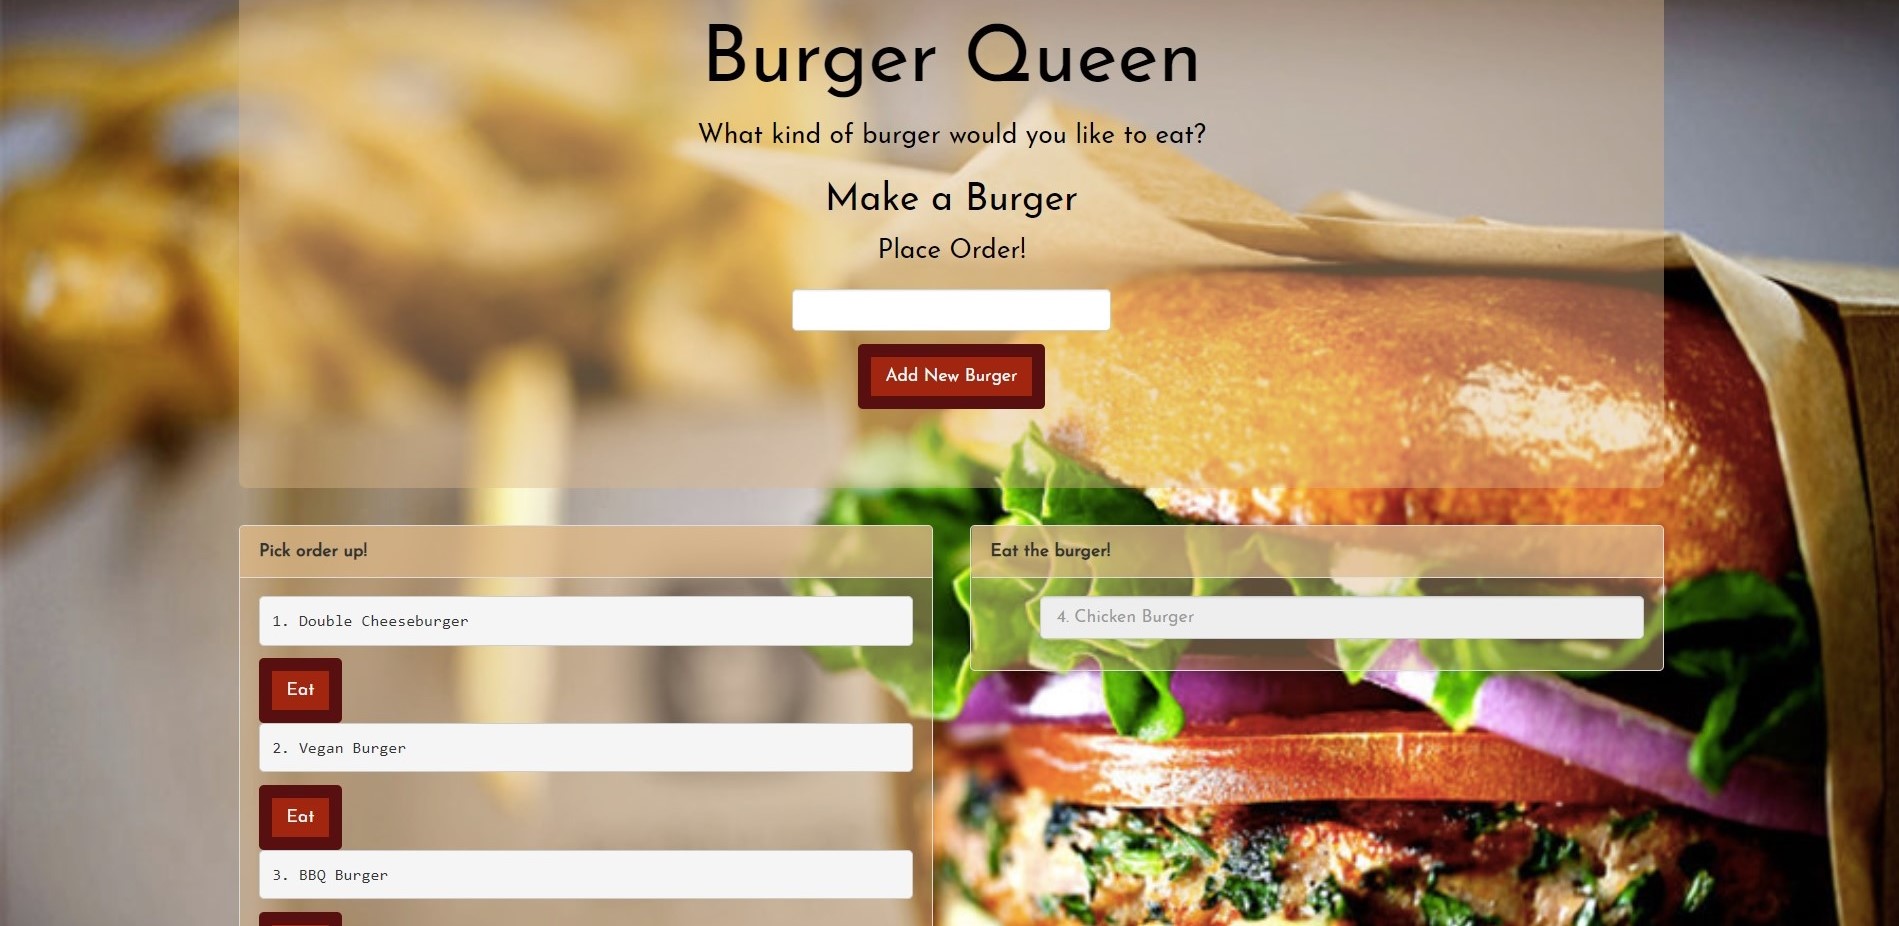 Burger Queen
What kind of burger would you like to eat?
Make a Burger
Place Order!
Add New Burger
Pick order up!
1. Double Cheeseburger
Eat
2. Vegan Burger
Eat
3. BBQ Burger
Eat the burger!
4. Chicken Burger